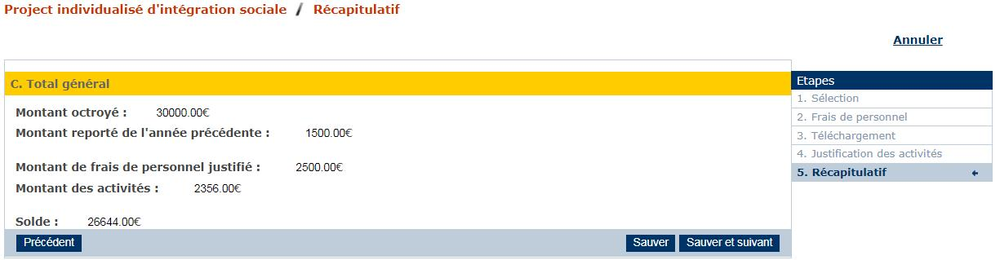 Project individualisé d'intégration sociale / Récapitulatif
Annuler
C. Total général
Montant octroyé : 30000.00€
Montant reporté de l'année précédente : 1500.00€
Montant de frais de personnel justifié : 2500.00€
Montant des activités : 2356.00€
Solde : 26644.00€
Précédent Sauver Sauver et suivant
Etapes
1. Sélection
2. Frais de personnel
3. Téléchargement
4. Justification des activités
5. Récapitulatif